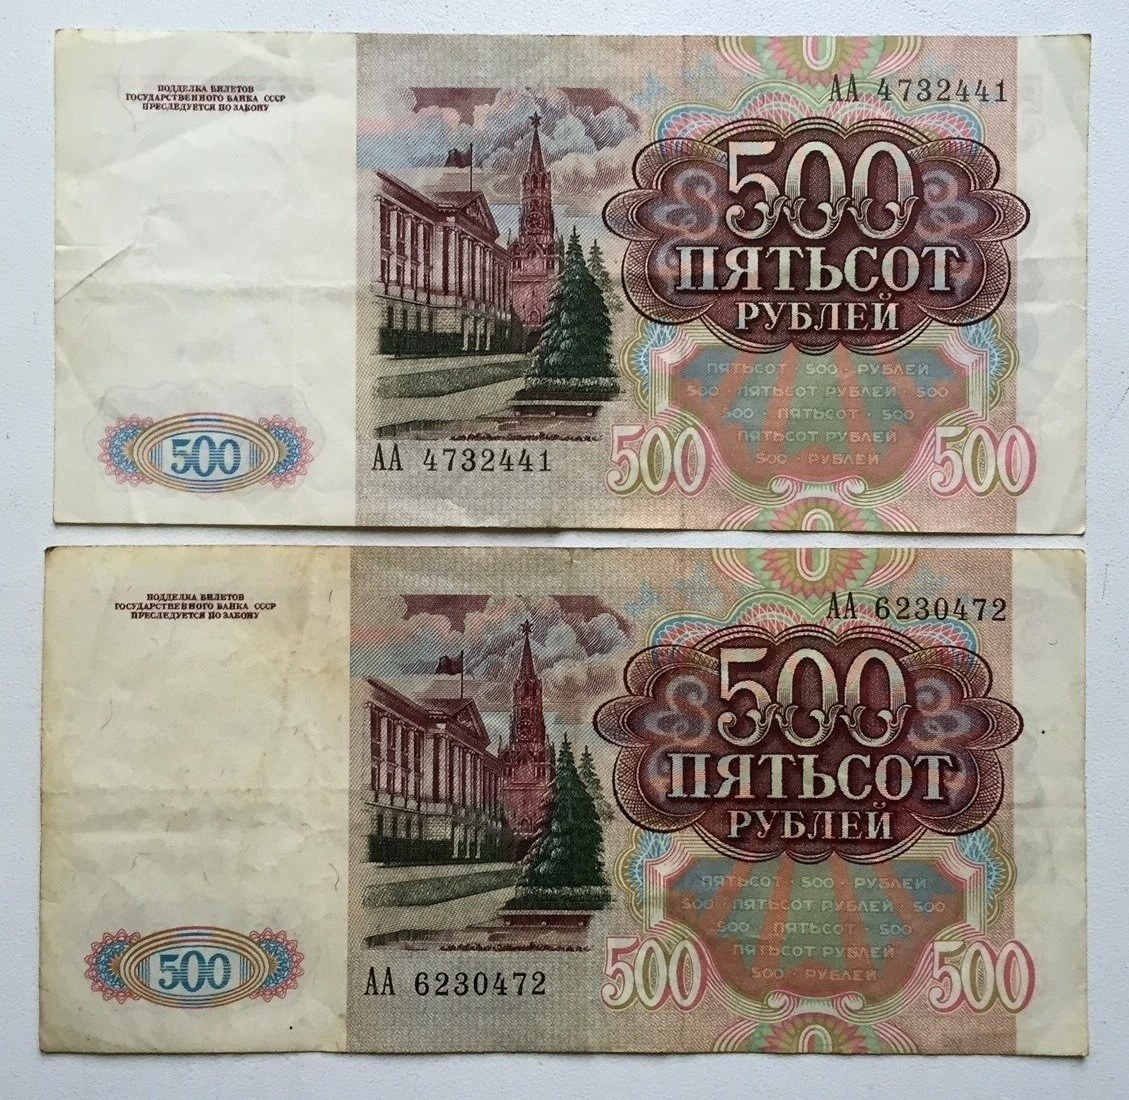 ПОДДЕЛКА БИЛЕТОВ
ГОСУДАРСТВЕННОГО БАНКА СССР
ПРЕСЛЕДУЕТСЯ ПО ЗАКОНУ
АА 4732441
500
ПЯТЬСОТ
РУБЛЕЙ
ПЯТЬСОТ · 500 · РУБЛЕЙ
500 · ПЯТЬСОТ РУБЛЕЙ · 500
500 · ПЯТЬСОТ · 500
ПЯТЬСОТ РУБЛЕЙ
500 · РУБЛЕЙ
500
АА 4732441
500
500
ПОДДЕЛКА БИЛЕТОВ
ГОСУДАРСТВЕННОГО БАНКА СССР
ПРЕСЛЕДУЕТСЯ ПО ЗАКОНУ
АА 6230472
500
ПЯТЬСОТ
РУБЛЕЙ
ПЯТЬСОТ · 500 · РУБЛЕЙ
500 · ПЯТЬСОТ РУБЛЕЙ · 500
500 · ПЯТЬСОТ · 500
ПЯТЬСОТ РУБЛЕЙ
500 · РУБЛЕЙ
500
АА 6230472
500
500